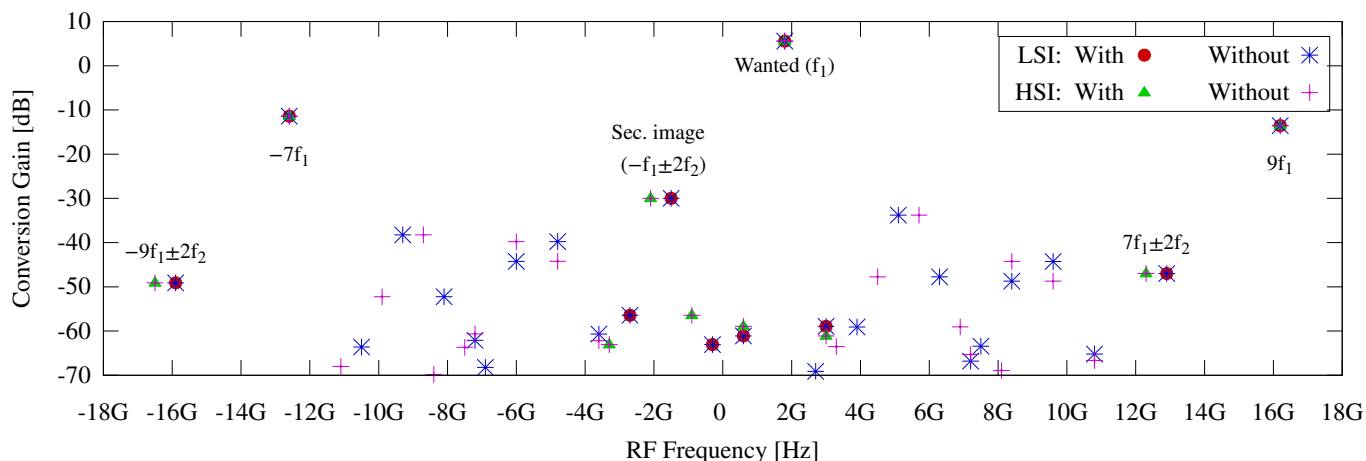 10
0
-10
-20
-30
-40
-50
-60
-70
Conversion Gain [dB]
LSI: With Without
HSI: With Without
Wanted (f₁)
−7f₁
Sec. image
(−f₁±2f₂)
9f₁
−9f₁±2f₂
7f₁±2f₂
-18G -16G -14G -12G -10G -8G -6G -4G -2G 0 2G 4G 6G 8G 10G 12G 14G 16G 18G
RF Frequency [Hz]